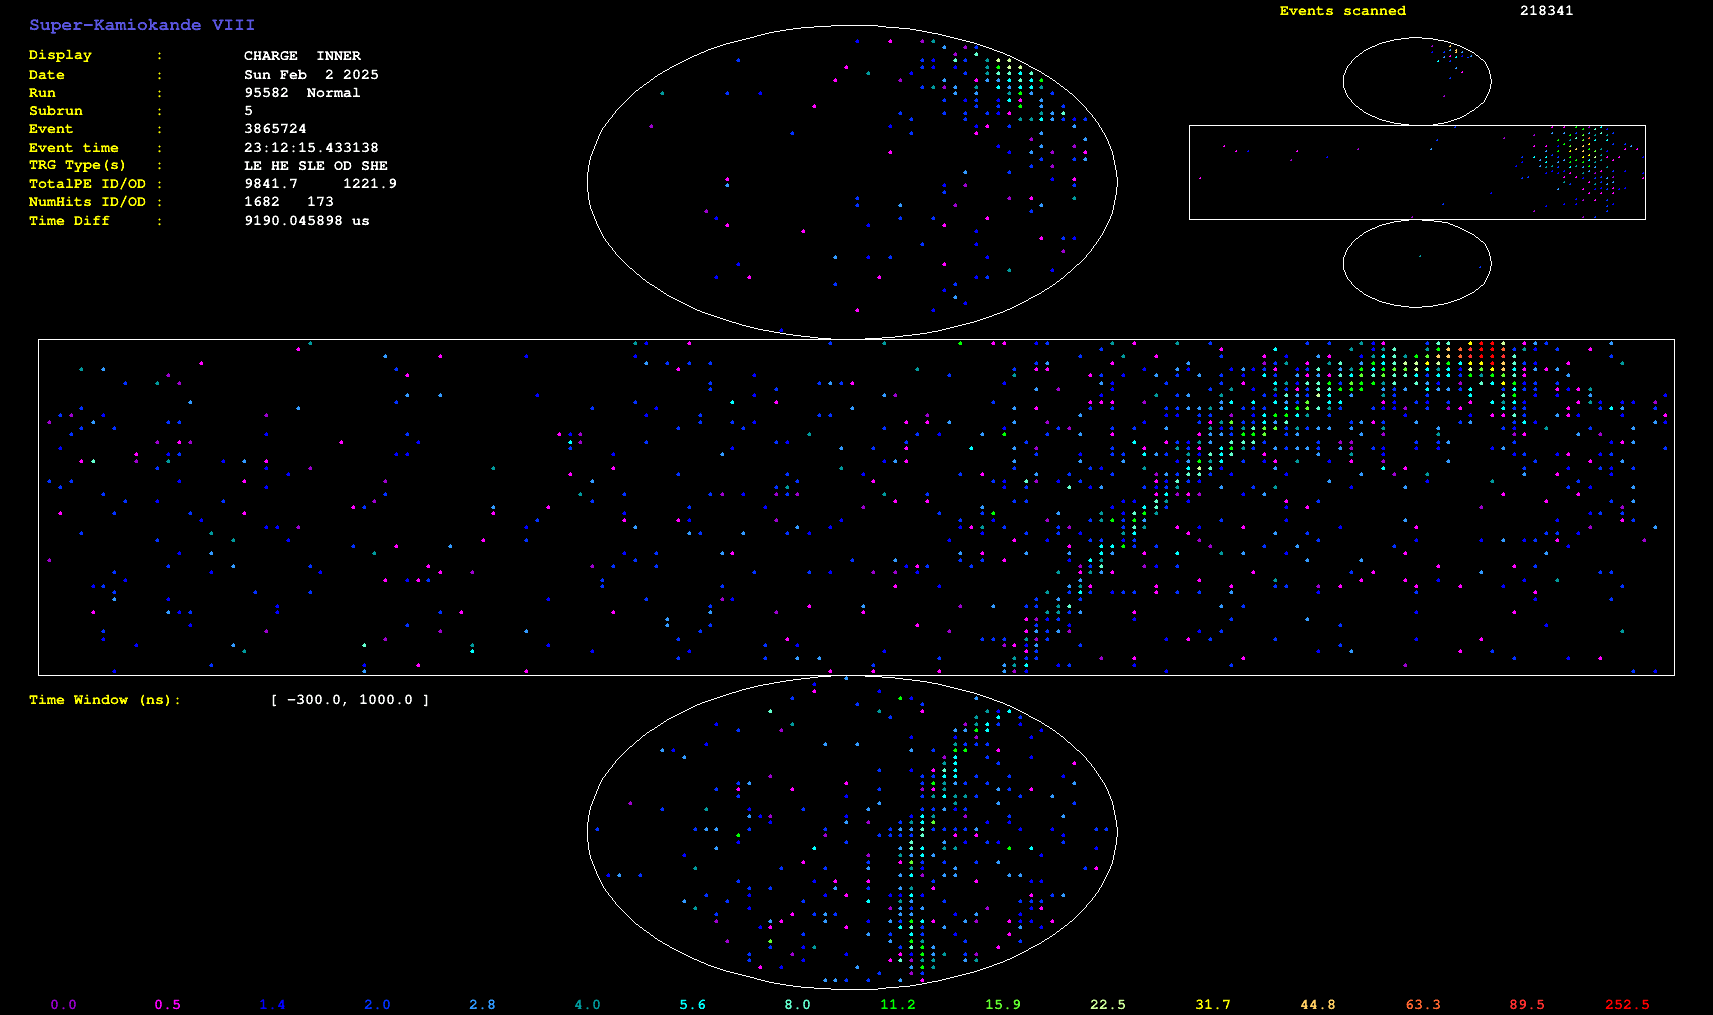 Super-Kamiokande VIII
Events scanned 218341
Display : CHARGE INNER
Date : Sun Feb 2 2025
Run : 95582 Normal
Subrun : 5
Event : 3865724
Event time : 23:12:15.433138
TRG Type(s) : LE HE SLE OD SHE
TotalPE ID/OD : 9841.7 1221.9
NumHits ID/OD : 1682 173
Time Diff : 9190.045898 us
Time Window (ns): [ -300.0, 1000.0 ]
0.0 0.5 1.4 2.0 2.8 4.0 5.6 8.0 11.2 15.9 22.5 31.7 44.8 63.3 89.5 252.5